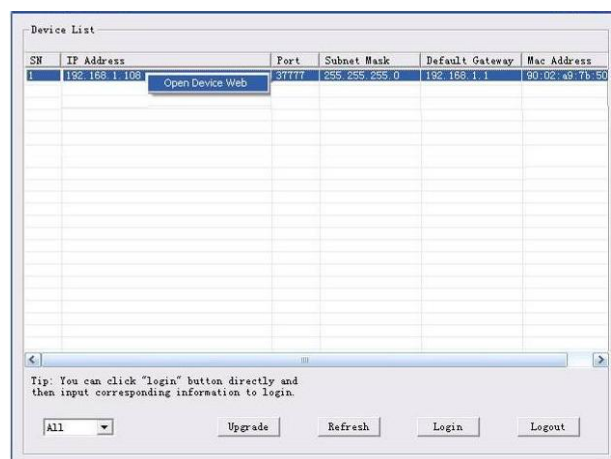 Device List
SN IP Address Port Subnet Mask Default Gateway Mac Address
1 192.168.1.108 37777 255.255.255.0 192.168.1.1 90:02:a9:7b:50
Open Device Web
Tip: You can click "login" button directly and
then input corresponding information to login.
All Upgrade Refresh Login Logout